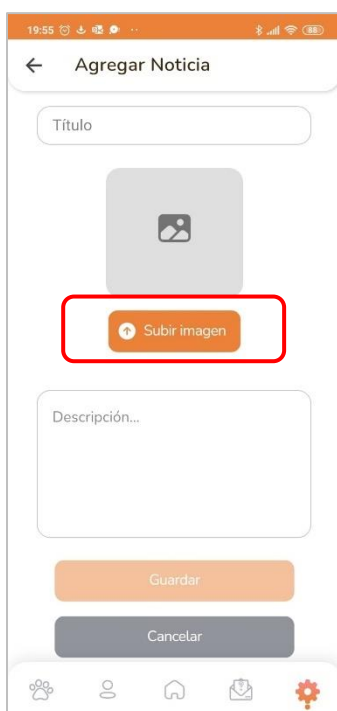 19:55
88
Agregar Noticia
Título
Subir imagen
Descripción...
Guardar
Cancelar